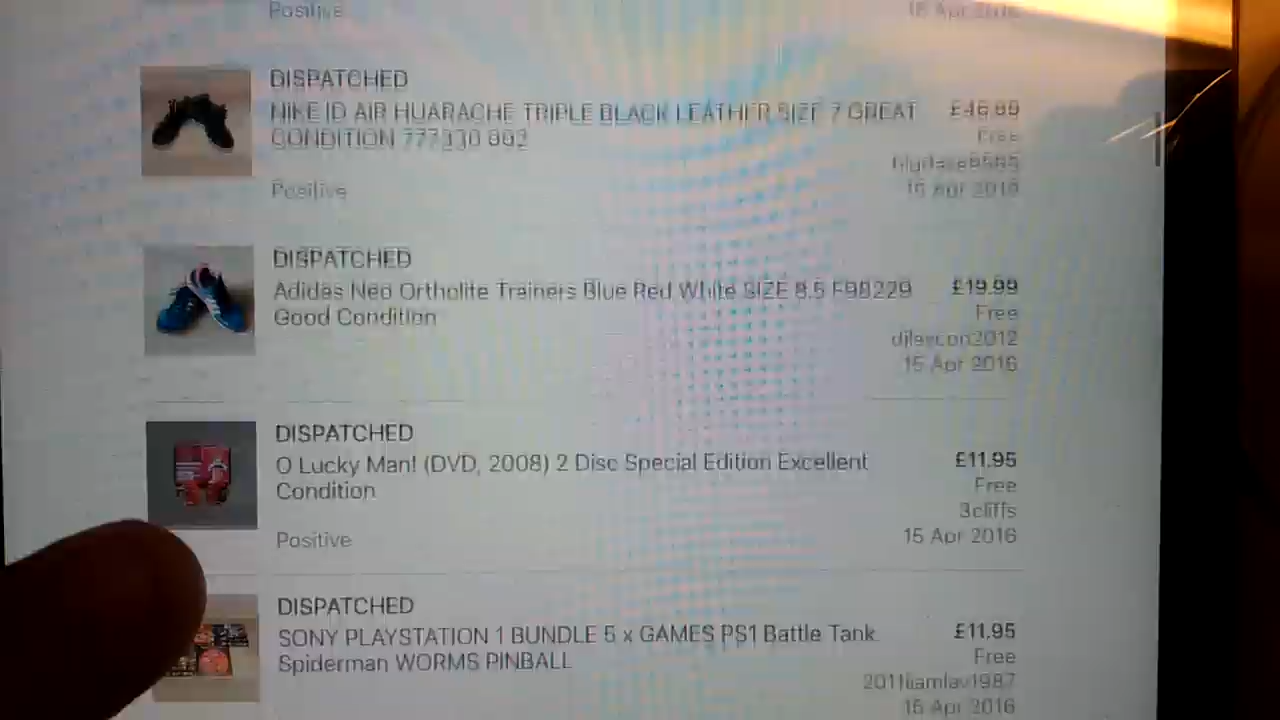 Positive
DISPATCHED
NIKE ID AIR HUARACHE TRIPLE BLACK LEATHER SIZE 7 GREAT
£46.89
CONDITION 777330 992
Free
Positive
15 Apr 2016
DISPATCHED
Adidas Neo Ortholite Trainers Blue Red White SIZE 8.5 F98229
£19.99
Good Condition
Free
15 Apr 2016
DISPATCHED
O Lucky Man! (DVD, 2008) 2 Disc Special Edition Excellent
£11.95
Condition
Free
3cliffs
Positive
15 Apr 2016
DISPATCHED
SONY PLAYSTATION 1 BUNDLE 5 x GAMES PS1 Battle Tank
£11.95
Spiderman WORMS PINBALL
Free
15 Apr 2016